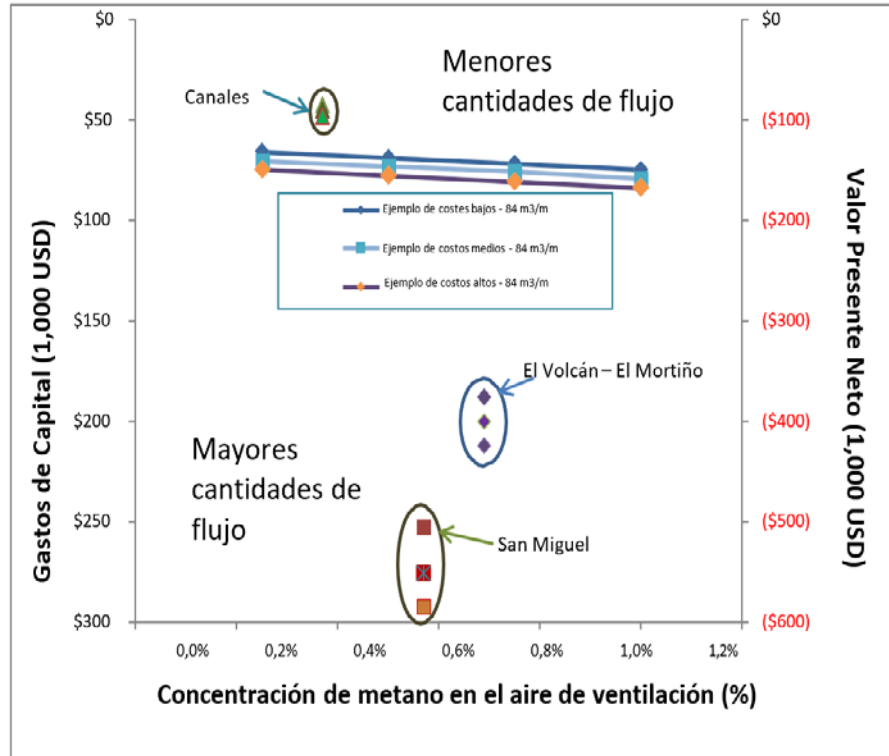 $0
$50
$100
$150
$200
$250
$300
Gastos de Capital (1,000 USD)
Canales
Menores
cantidades de flujo
Ejemplo de costes bajos - 84 m3/m
Ejemplo de costos medios - 84 m3/m
Ejemplo de costos altos - 84 m3/m
El Volcán – El Mortiño
Mayores
cantidades de
flujo
San Miguel
$0
($100)
($200)
($300)
($400)
($500)
($600)
Valor Presente Neto (1,000 USD)
0,0% 0,2% 0,4% 0,6% 0,8% 1,0% 1,2%
Concentración de metano en el aire de ventilación (%)